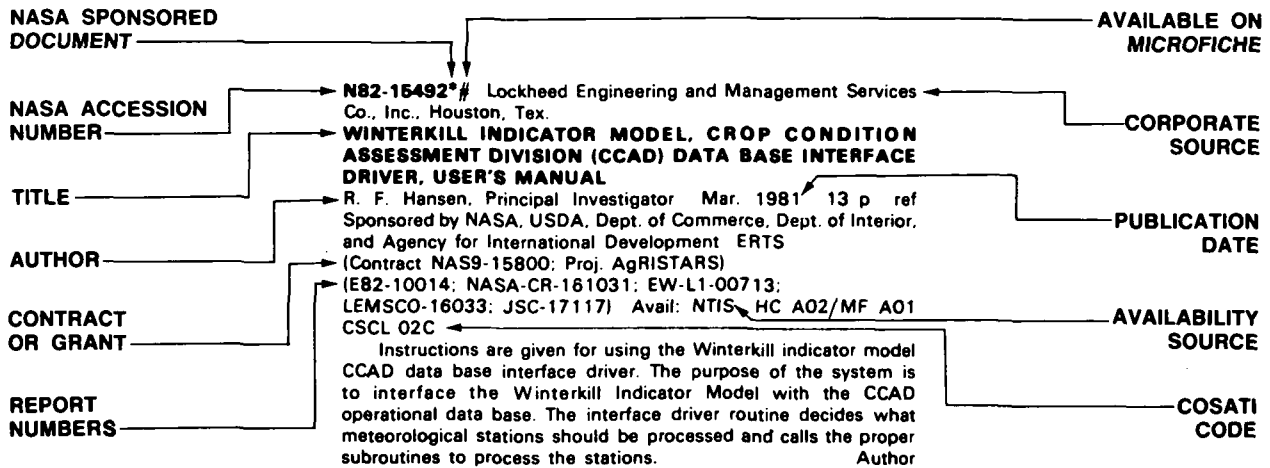 NASA SPONSORED
DOCUMENT
AVAILABLE ON
MICROFICHE
NASA ACCESSION
NUMBER
N82-15492*# Lockheed Engineering and Management Services
Co., Inc., Houston, Tex.
CORPORATE
SOURCE
WINTERKILL INDICATOR MODEL, CROP CONDITION
ASSESSMENT DIVISION (CCAD) DATA BASE INTERFACE
DRIVER, USER'S MANUAL
TITLE
R. F. Hansen, Principal Investigator Mar. 1981 13 p ref
Sponsored by NASA, USDA, Dept. of Commerce, Dept. of Interior,
and Agency for International Development ERTS
PUBLICATION
DATE
AUTHOR
(Contract NAS9-15800; Proj. AgRISTARS)
(E82-10014; NASA-CR-161031; EW-L1-00713;
LEMSCO-16033; JSC-17117) Avail: NTIS HC A02/MF A01
CSCL 02C
CONTRACT
OR GRANT
AVAILABILITY
SOURCE
Instructions are given for using the Winterkill indicator model
CCAD data base interface driver. The purpose of the system is
to interface the Winterkill Indicator Model with the CCAD
operational data base. The interface driver routine decides what
meteorological stations should be processed and calls the proper
subroutines to process the stations. Author
REPORT
NUMBERS
COSATI
CODE